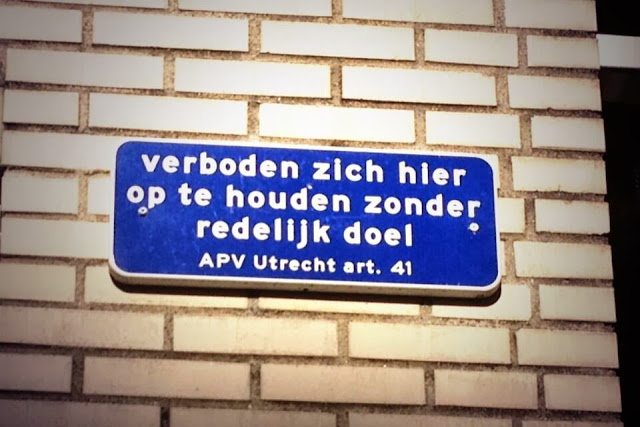 verboden zich hier
op te houden zonder
redelijk doel
APV Utrecht art. 41